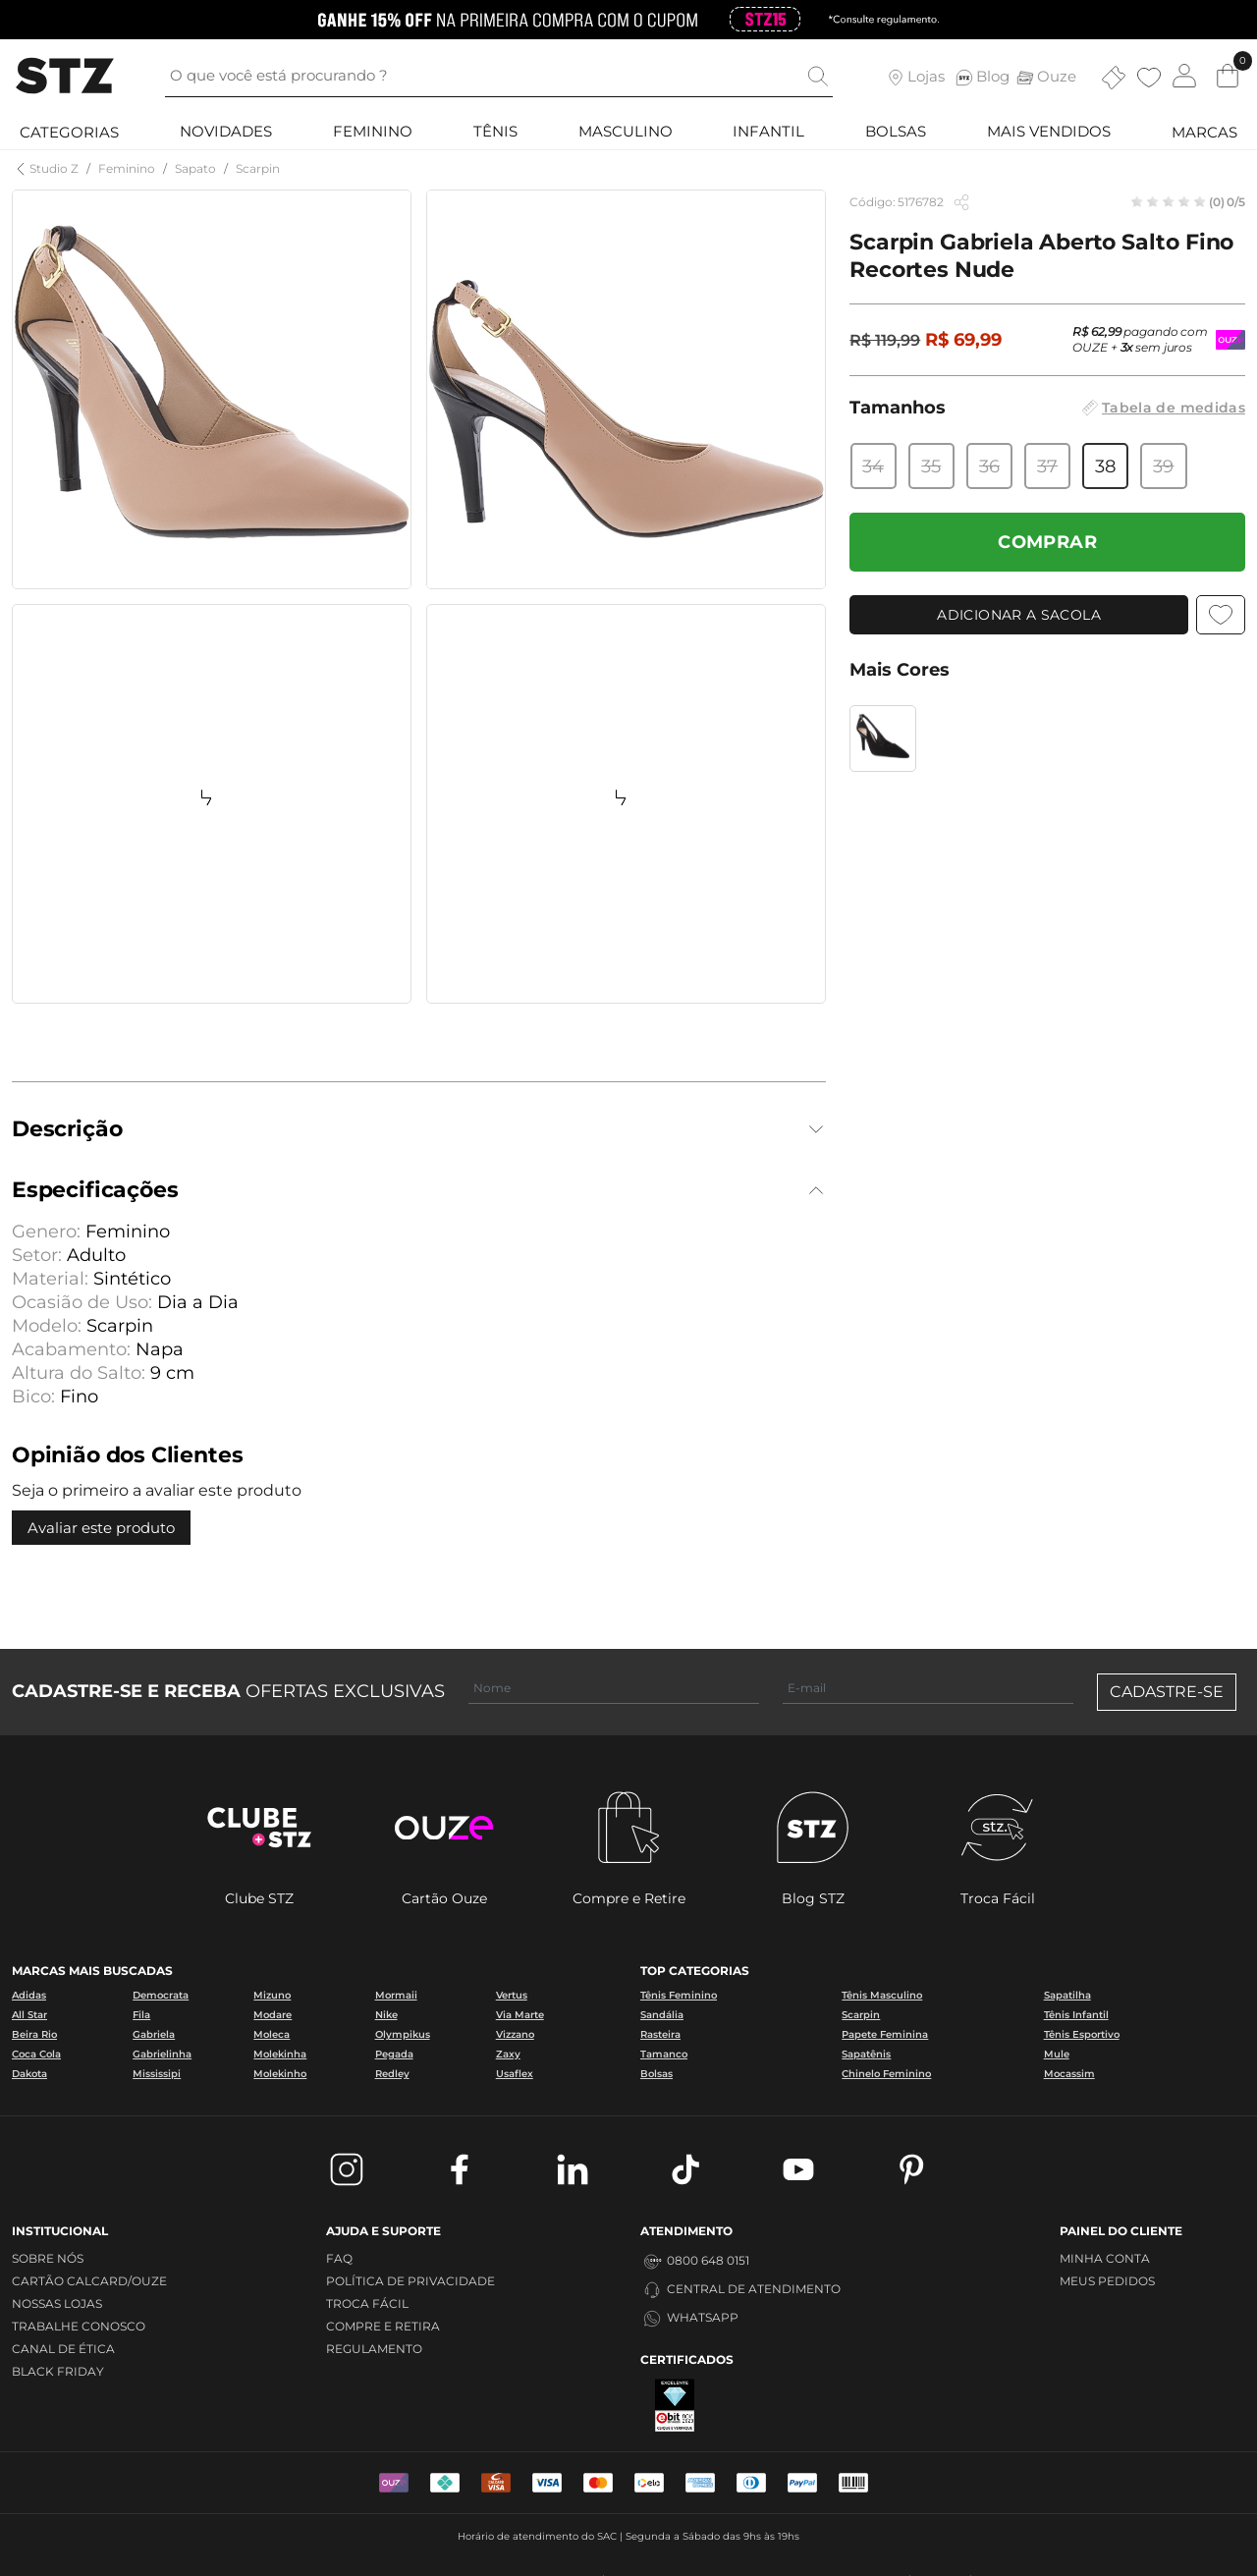 GANHE 15% OFF NA PRIMEIRA COMPRA COM O CUPOM STZ15 *Consulte regulamento.
STZ
O que você está procurando ?
Lojas
STZ Blog
Ouze
0
CATEGORIAS NOVIDADES FEMININO TÊNIS MASCULINO INFANTIL BOLSAS MAIS VENDIDOS MARCAS
Studio Z / Feminino / Sapato / Scarpin
Código: 5176782
(0) 0/5
Scarpin Gabriela Aberto Salto Fino
Recortes Nude
R$ 119,99 R$ 69,99
R$ 62,99 pagando com
OUZE + 3x sem juros
OUZE
Tamanhos
Tabela de medidas
34 35 36 37 38 39
COMPRAR
ADICIONAR A SACOLA
Mais Cores
Descrição
Especificações
Genero: Feminino
Setor: Adulto
Material: Sintético
Ocasião de Uso: Dia a Dia
Modelo: Scarpin
Acabamento: Napa
Altura do Salto: 9 cm
Bico: Fino
Opinião dos Clientes
Seja o primeiro a avaliar este produto
Avaliar este produto
CADASTRE-SE E RECEBA OFERTAS EXCLUSIVAS
Nome
E-mail
CADASTRE-SE
CLUBE
+STZ
ouze
STZ
stz.
Clube STZ
Cartão Ouze
Compre e Retire
Blog STZ
Troca Fácil
MARCAS MAIS BUSCADAS
Adidas Democrata Mizuno Mormaii Vertus
All Star Fila Modare Nike Via Marte
Beira Rio Gabriela Moleca Olympikus Vizzano
Coca Cola Gabrielinha Molekinha Pegada Zaxy
Dakota Mississipi Molekinho Redley Usaflex
TOP CATEGORIAS
Tênis Feminino Tênis Masculino Sapatilha
Sandália Scarpin Tênis Infantil
Rasteira Papete Feminina Tênis Esportivo
Tamanco Sapatênis Mule
Bolsas Chinelo Feminino Mocassim
INSTITUCIONAL
SOBRE NÓS
CARTÃO CALCARD/OUZE
NOSSAS LOJAS
TRABALHE CONOSCO
CANAL DE ÉTICA
BLACK FRIDAY
AJUDA E SUPORTE
FAQ
POLÍTICA DE PRIVACIDADE
TROCA FÁCIL
COMPRE E RETIRA
REGULAMENTO
ATENDIMENTO
0800 648 0151
CENTRAL DE ATENDIMENTO
WHATSAPP
CERTIFICADOS
EXCELENTE
ebit
PAINEL DO CLIENTE
MINHA CONTA
MEUS PEDIDOS
VISA
VISA
elo
PayPal
Horário de atendimento do SAC | Segunda a Sábado das 9hs às 19hs